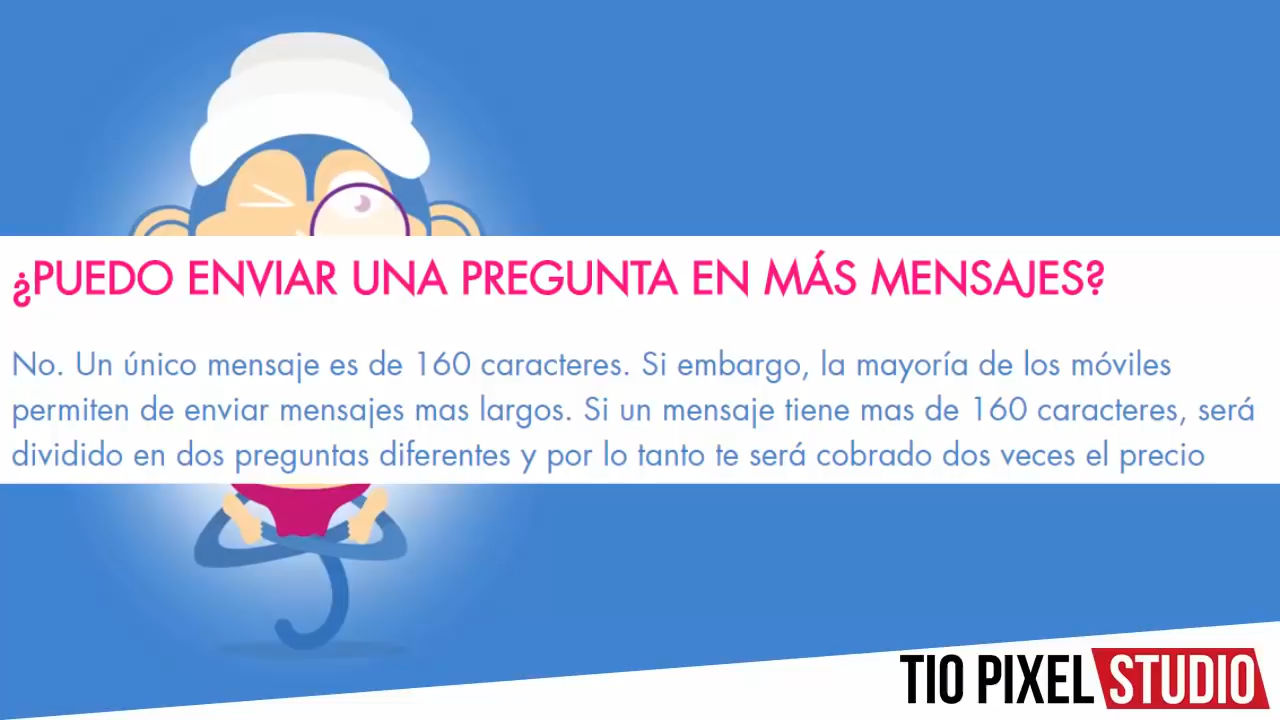 ¿PUEDO ENVIAR UNA PREGUNTA EN MÁS MENSAJES?
No. Un único mensaje es de 160 caracteres. Si embargo, la mayoría de los móviles
permiten de enviar mensajes mas largos. Si un mensaje tiene mas de 160 caracteres, será
dividido en dos preguntas diferentes y por lo tanto te será cobrado dos veces el precio
TIO PIXEL STUDIO